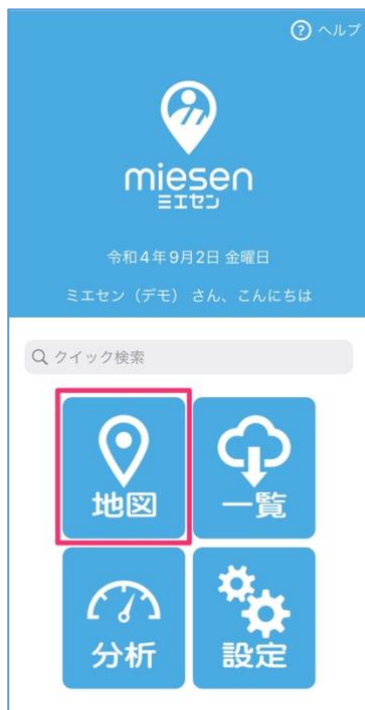 ? ヘルプ
miesen
ミエセン
令和4年9月2日 金曜日
ミエセン（デモ） さん、こんにちは
クイック検索
地図
一覧
分析
設定